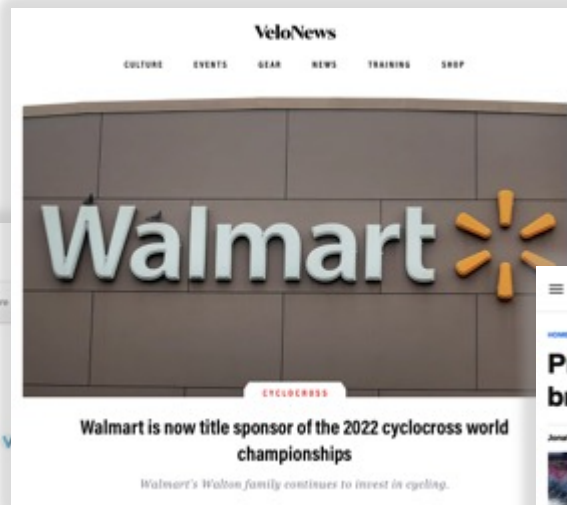 VeloNews
CULTURE EVENTS GEAR NEWS TRAINING SHOP
Walmart
CYCLOCROSS
Walmart is now title sponsor of the 2022 cyclocross world
championships
Walmart's Walton family continues to invest in cycling.